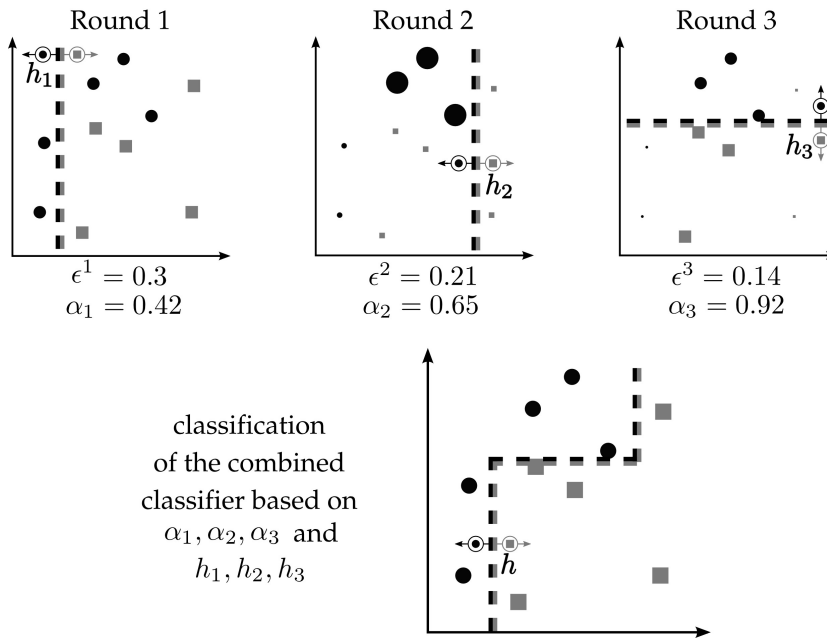 Round 1
Round 2
Round 3
h₁
h₂
h₃
ϵ¹ = 0.3
α₁ = 0.42
ϵ² = 0.21
α₂ = 0.65
ϵ³ = 0.14
α₃ = 0.92
classification
of the combined
classifier based on
α₁, α₂, α₃ and
h₁, h₂, h₃
h